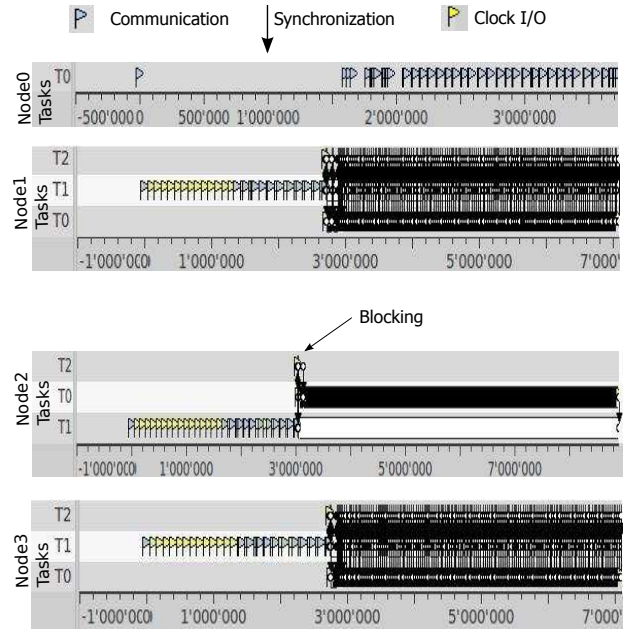 Communication Synchronization Clock I/O
Node0
Tasks
T0
-500'000 0 500'000 1'000'000 2'000'000 3'000'000
Node1
Tasks
T2
T1
T0
-1'000'000 1'000'000 3'000'000 5'000'000 7'000'
Blocking
Node2
Tasks
T2
T0
T1
-1'000'000 1'000'000 3'000'000 5'000'000 7'000'000
Node3
Tasks
T2
T1
T0
-1'000'000 1'000'000 3'000'000 5'000'000 7'000'